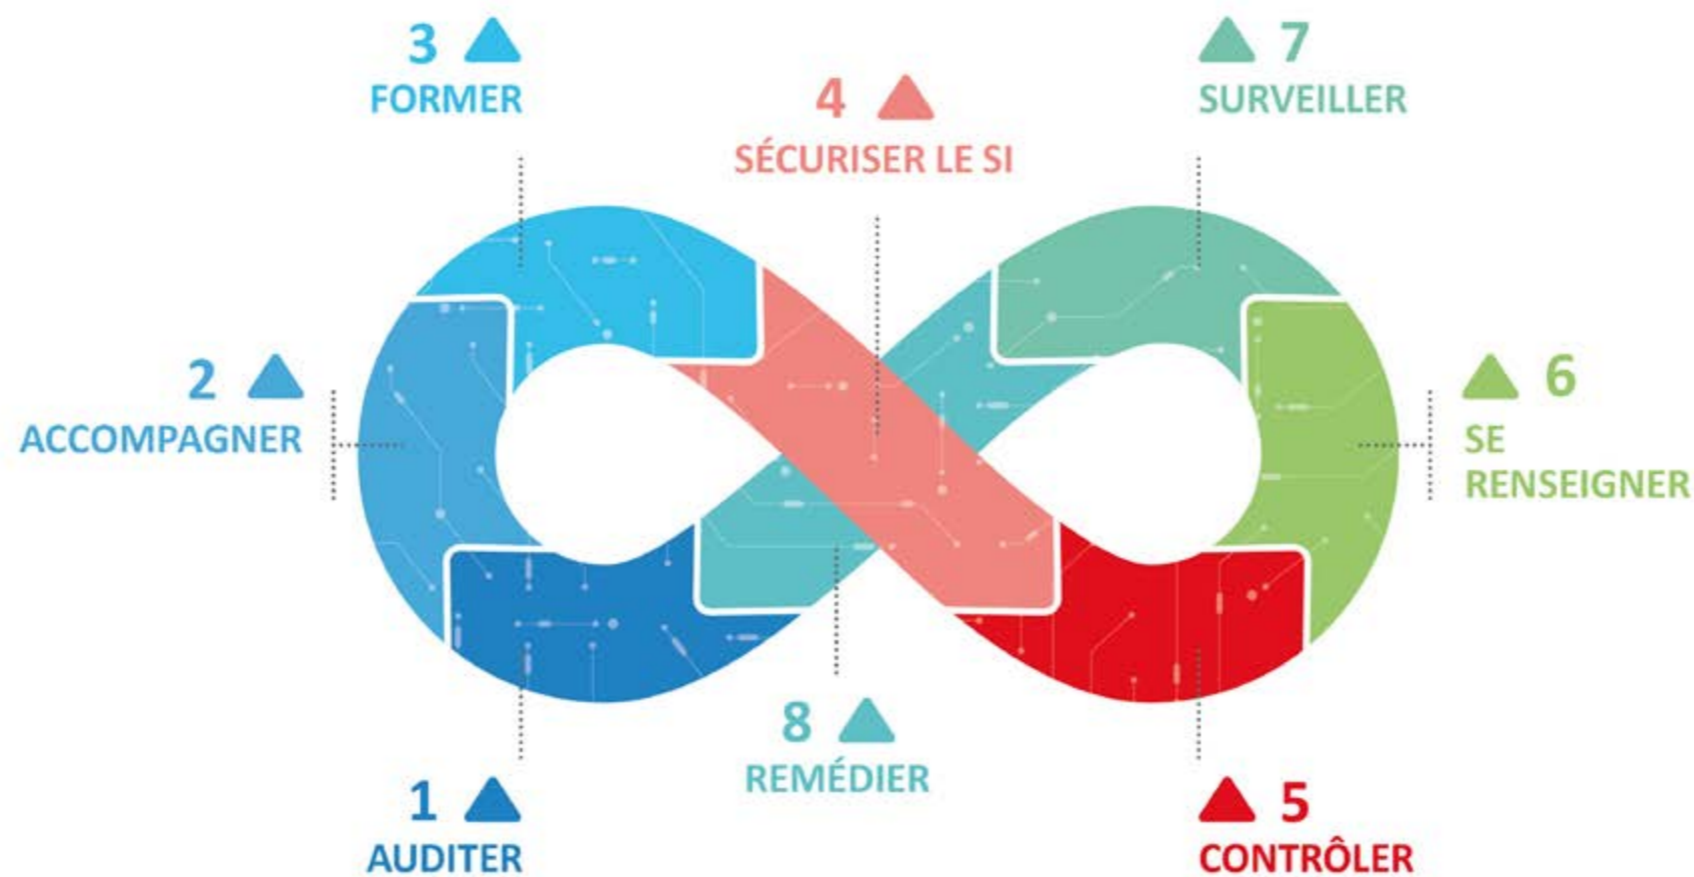 3
FORMER
4
SÉCURISER LE SI
7
SURVEILLER
2
ACCOMPAGNER
6
SE
RENSEIGNER
8
REMÉDIER
1
AUDITER
5
CONTRÔLER